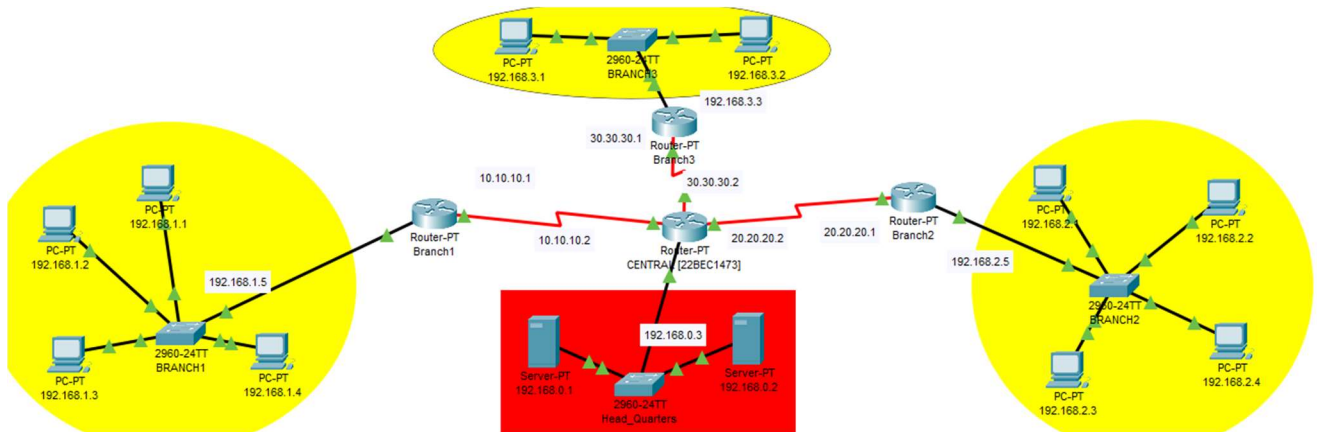 PC-PT
192.168.3.1
2960-24TT
BRANCH3
PC-PT
192.168.3.2
192.168.3.3
30.30.30.1
Router-PT
Branch3
30.30.30.2
10.10.10.1
Router-PT
Branch1
10.10.10.2
Router-PT
CENTRAL [22BEC1473]
20.20.20.2
20.20.20.1
Router-PT
Branch2
192.168.2.5
PC-PT
192.168.1.1
PC-PT
192.168.1.2
192.168.1.5
PC-PT
192.168.1.3
2960-24TT
BRANCH1
PC-PT
192.168.1.4
192.168.0.3
Server-PT
192.168.0.1
Server-PT
192.168.0.2
2960-24TT
Head_Quarters
PC-PT
192.168.2.1
PC-PT
192.168.2.2
2960-24TT
BRANCH2
PC-PT
192.168.2.3
PC-PT
192.168.2.4